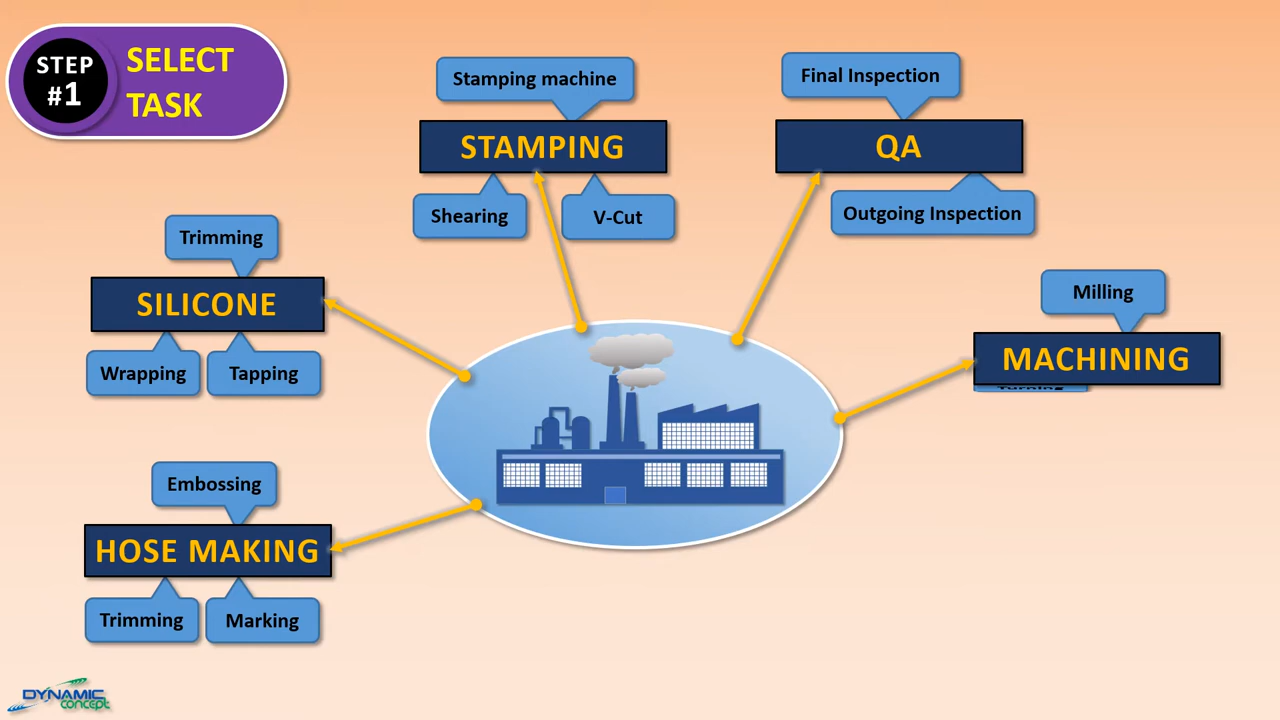 STEP
#1
SELECT
TASK
Stamping machine
STAMPING
Shearing
V-Cut
Final Inspection
QA
Outgoing Inspection
Trimming
SILICONE
Wrapping
Tapping
Milling
MACHINING
Turning
Embossing
HOSE MAKING
Trimming
Marking
DYNAMIC
concept